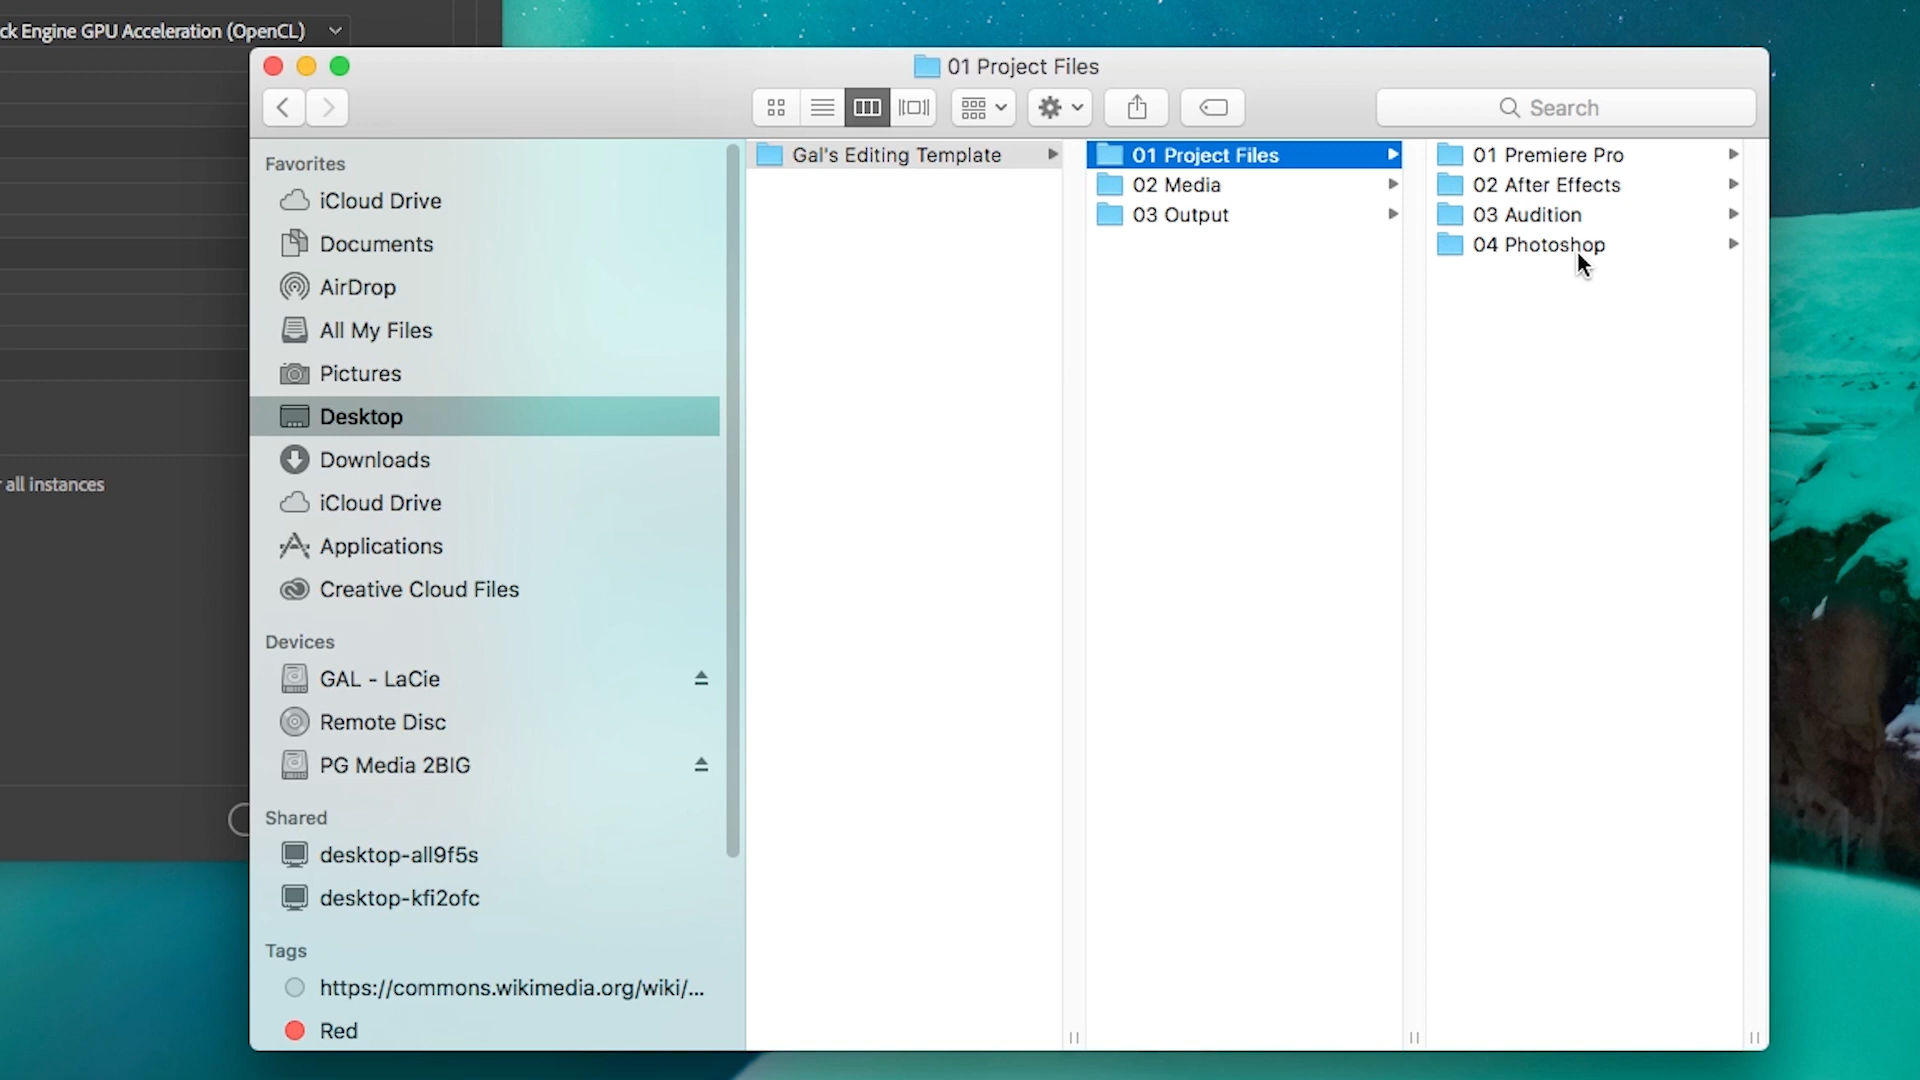 ck Engine GPU Acceleration (OpenCL)
01 Project Files
Search
Favorites
iCloud Drive
Documents
AirDrop
All My Files
Pictures
Desktop
Downloads
iCloud Drive
Applications
Creative Cloud Files
Devices
GAL - LaCie
Remote Disc
PG Media 2BIG
Shared
desktop-all9f5s
desktop-kfi2ofc
Tags
https://commons.wikimedia.org/wiki/...
Red
Gal's Editing Template
01 Project Files
02 Media
03 Output
01 Premiere Pro
02 After Effects
03 Audition
04 Photoshop
all instances